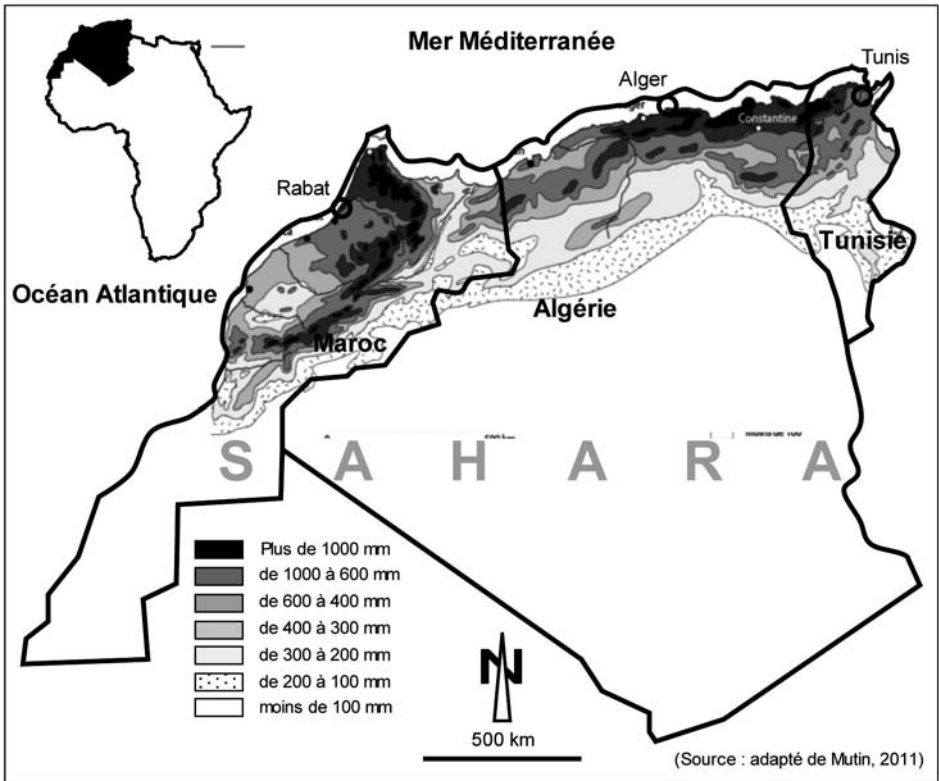 Mer Méditerranée
Tunis
Alger
Constantine
Rabat
Océan Atlantique
Tunisie
Algérie
Maroc
SAHARA
Plus de 1000 mm
de 1000 à 600 mm
de 600 à 400 mm
de 400 à 300 mm
de 300 à 200 mm
de 200 à 100 mm
moins de 100 mm
N
500 km
(Source : adapté de Mutin, 2011)